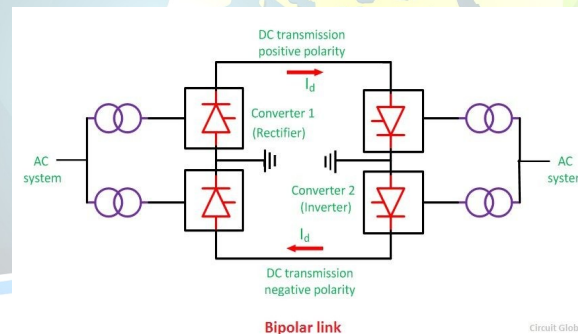 DC transmission
positive polarity
Id
Converter 1
(Rectifier)
AC
system
AC
system
Converter 2
(Inverter)
Id
DC transmission
negative polarity
Bipolar link
Circuit Glob